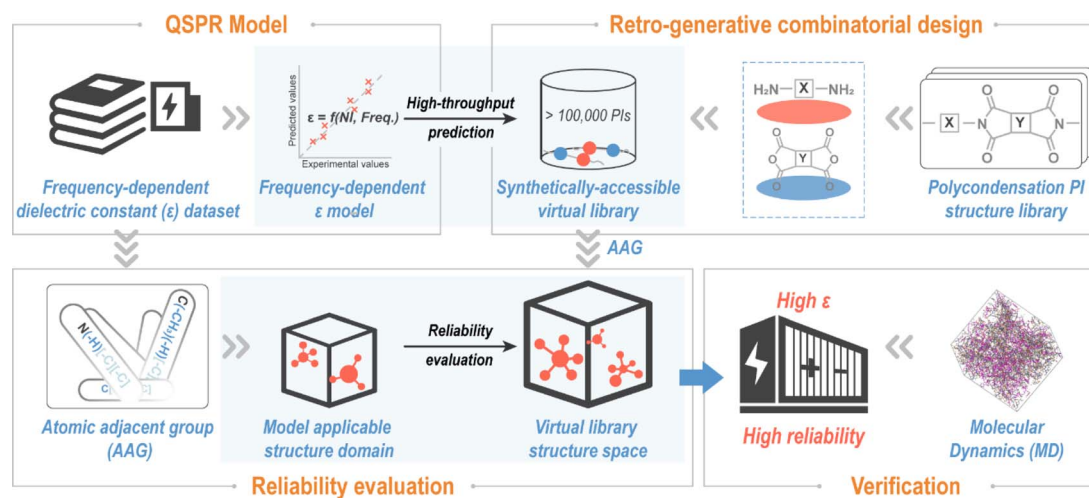 QSPR Model
Retro-generative combinatorial design
Predicted values
ε = f(NI, Freq.)
Experimental values
High-throughput
prediction
> 100,000 PIs
H₂N
X
NH₂
O
O
O
Y
O
O
O
O
O
X
N
Y
N
O
O
Frequency-dependent
dielectric constant (ε) dataset
Frequency-dependent
ε model
Synthetically-accessible
virtual library
Polycondensation PI
structure library
AAG
N(-H)[-C][-C]
C(-CH₃)(-H)[-C][-C]
C[
Reliability
evaluation
High ε
High reliability
Atomic adjacent group
(AAG)
Model applicable
structure domain
Virtual library
structure space
Molecular
Dynamics (MD)
Reliability evaluation
Verification